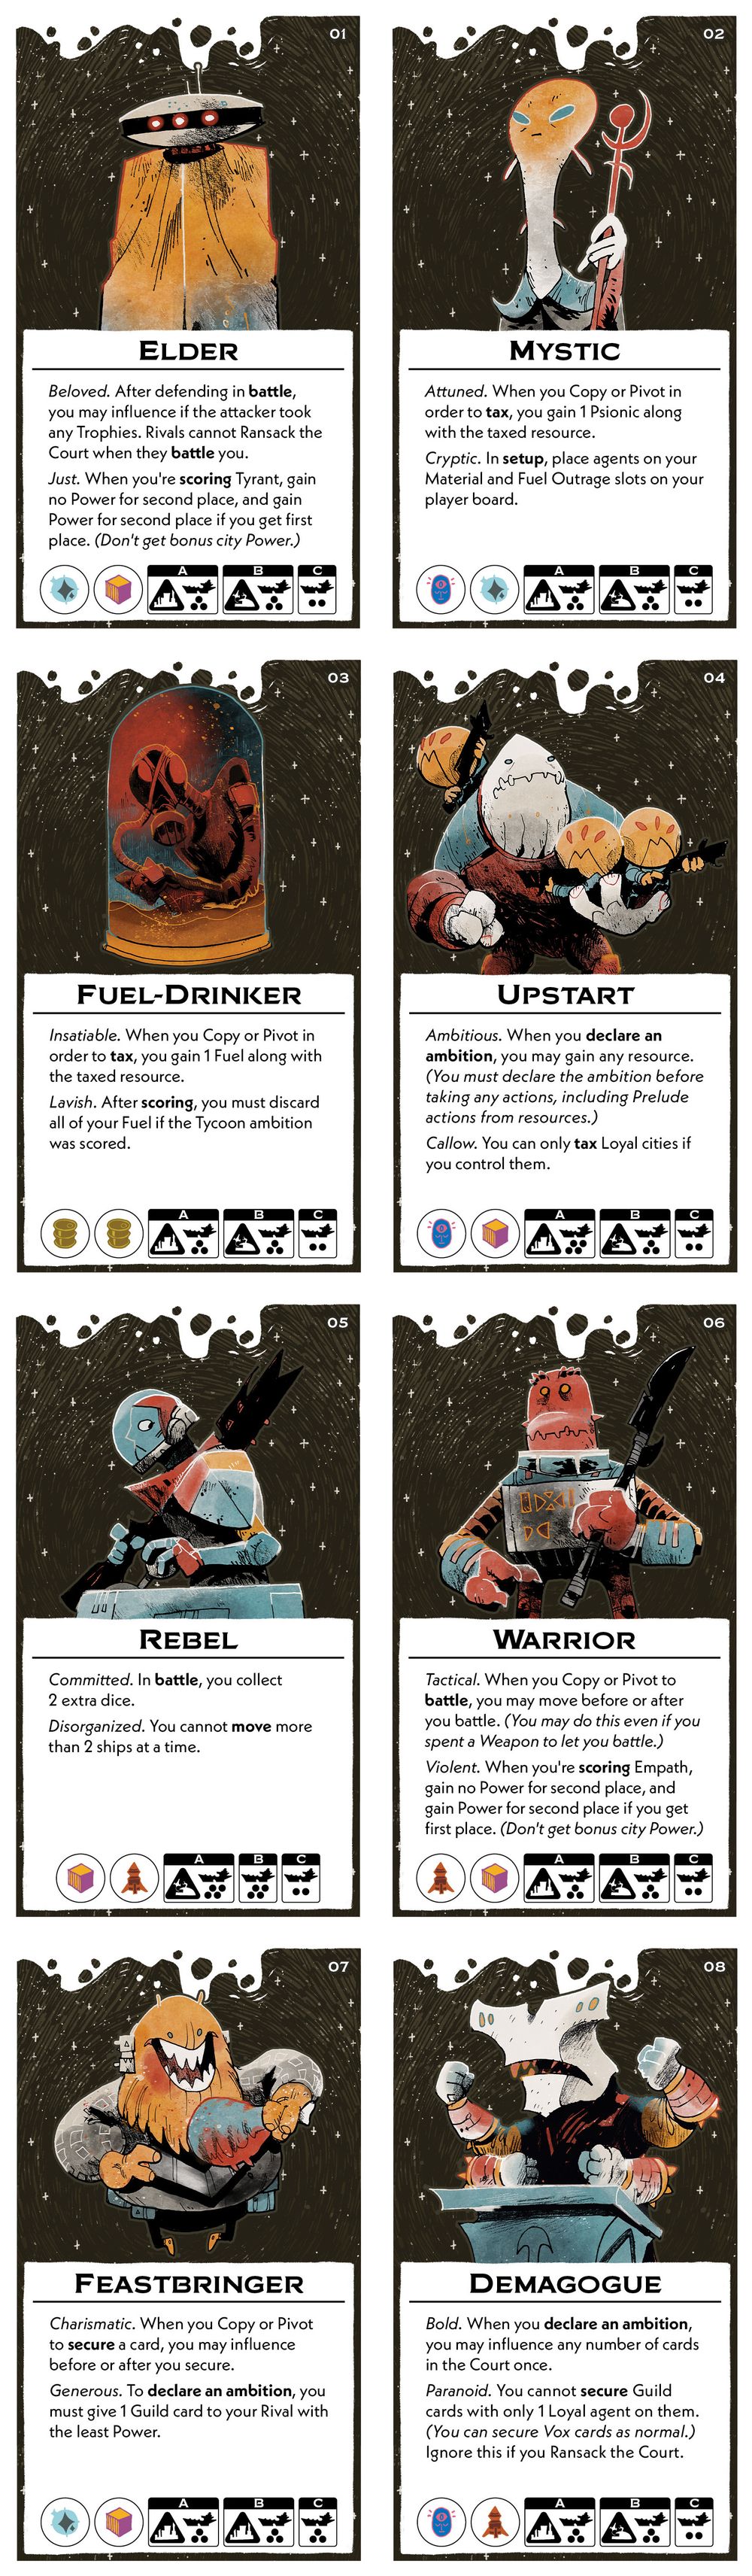 01
ELDER
Beloved. After defending in battle,
you may influence if the attacker took
any Trophies. Rivals cannot Ransack the
Court when they battle you.
Just. When you're scoring Tyrant, gain
no Power for second place, and gain
Power for second place if you get first
place. (Don't get bonus city Power.)
A B C
02
MYSTIC
Attuned. When you Copy or Pivot in
order to tax, you gain 1 Psionic along
with the taxed resource.
Cryptic. In setup, place agents on your
Material and Fuel Outrage slots on your
player board.
A B C
03
FUEL-DRINKER
Insatiable. When you Copy or Pivot in
order to tax, you gain 1 Fuel along with
the taxed resource.
Lavish. After scoring, you must discard
all of your Fuel if the Tycoon ambition
was scored.
A B C
04
UPSTART
Ambitious. When you declare an
ambition, you may gain any resource.
(You must declare the ambition before
taking any actions, including Prelude
actions from resources.)
Callow. You can only tax Loyal cities if
you control them.
A B C
05
REBEL
Committed. In battle, you collect
2 extra dice.
Disorganized. You cannot move more
than 2 ships at a time.
A B C
06
WARRIOR
Tactical. When you Copy or Pivot to
battle, you may move before or after
you battle. (You may do this even if you
spent a Weapon to let you battle.)
Violent. When you're scoring Empath,
gain no Power for second place, and
gain Power for second place if you get
first place. (Don't get bonus city Power.)
A B C
07
FEASTBRINGER
Charismatic. When you Copy or Pivot
to secure a card, you may influence
before or after you secure.
Generous. To declare an ambition, you
must give 1 Guild card to your Rival with
the least Power.
A B C
08
DEMAGOGUE
Bold. When you declare an ambition,
you may influence any number of cards
in the Court once.
Paranoid. You cannot secure Guild
cards with only 1 Loyal agent on them.
(You can secure Vox cards as normal.)
Ignore this if you Ransack the Court.
A B C